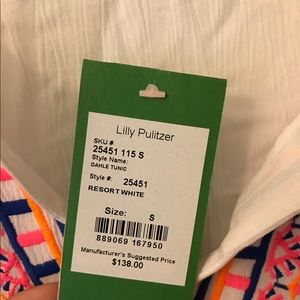 Lilly Pulitzer
SKU #
25451 115 S
Style Name:
DAHLE TUNIC
Style #: 25451
RESORT WHITE
Size: S
889069 167950
Manufacturer's Suggested Price
$138.00